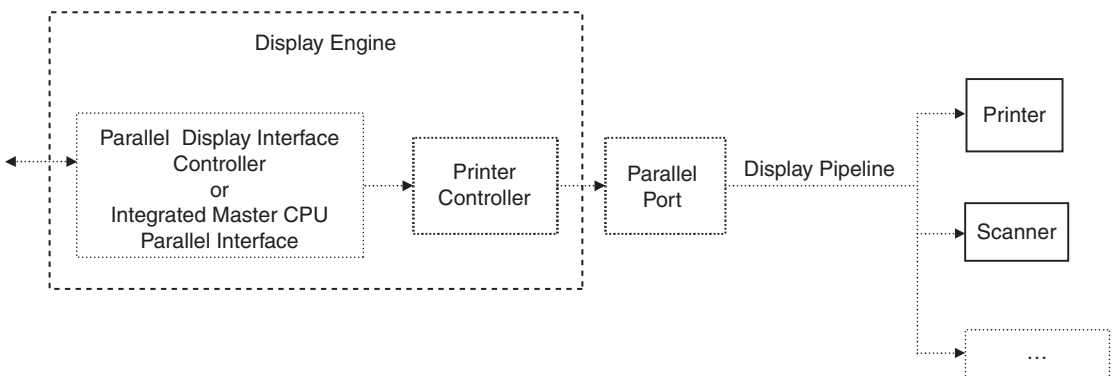 Display Engine
Parallel Display Interface
Controller
or
Integrated Master CPU
Parallel Interface
Printer
Controller
Parallel
Port
Display Pipeline
Printer
Scanner
…